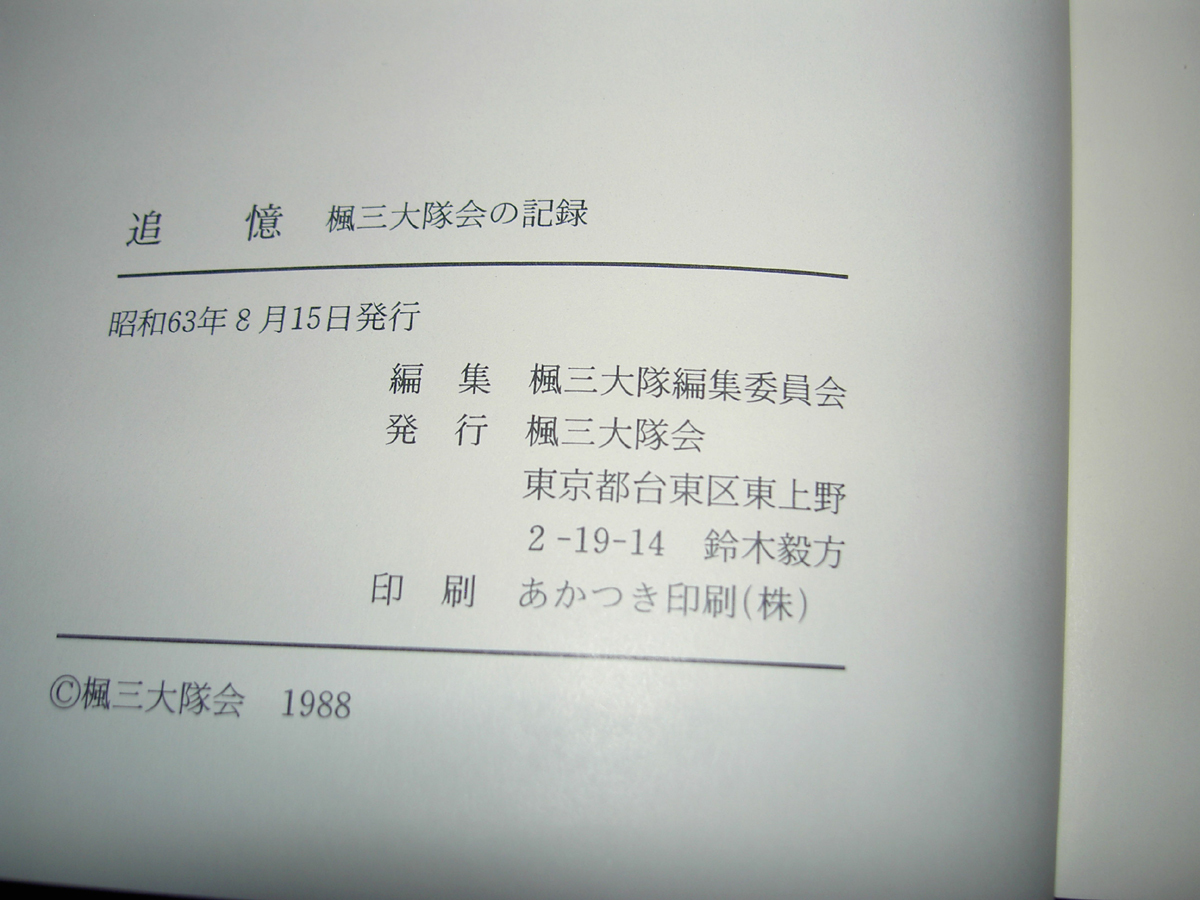 追　憶　楓三大隊会の記録
昭和63年8月15日発行
編　集　楓三大隊編集委員会
発　行　楓三大隊会
東京都台東区東上野
2-19-14　鈴木毅方
印　刷　あかつき印刷(株)
©楓三大隊会　1988